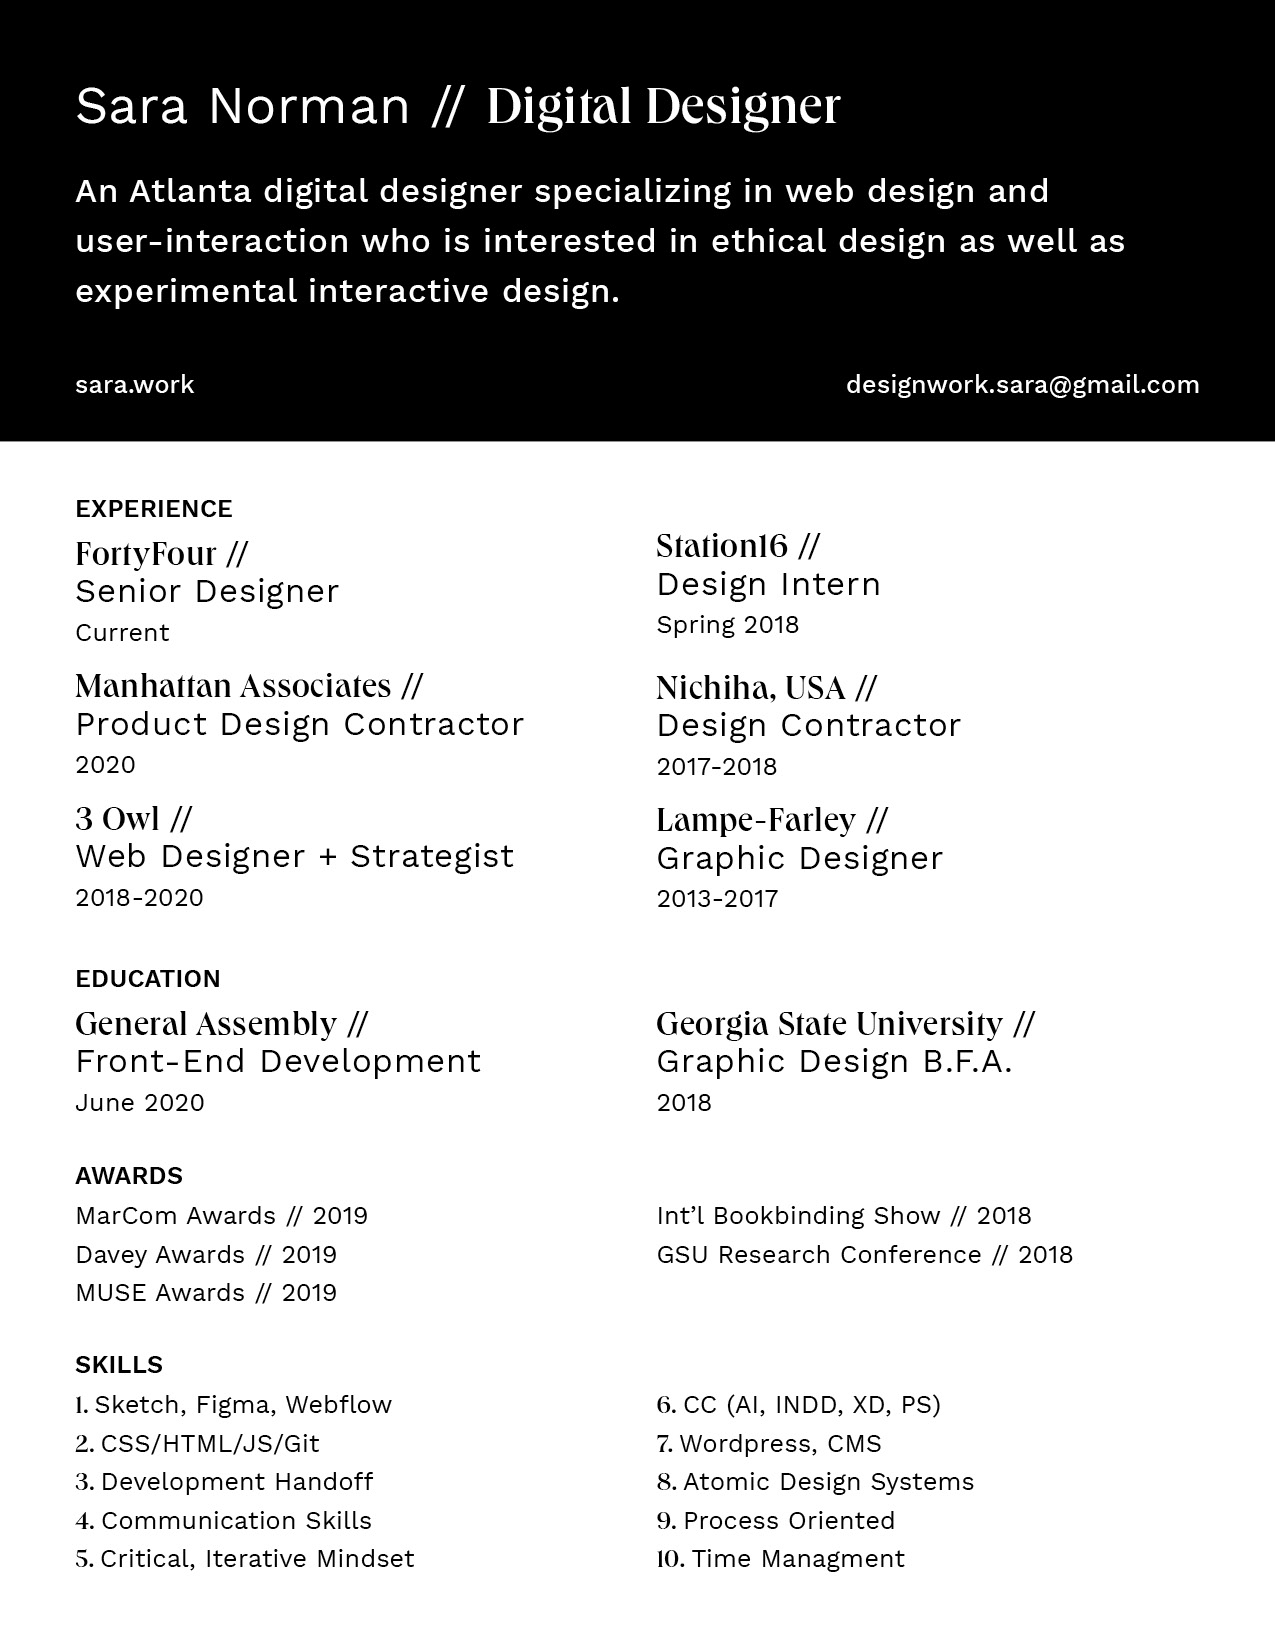 Sara Norman // Digital Designer
An Atlanta digital designer specializing in web design and
user-interaction who is interested in ethical design as well as
experimental interactive design.
sara.work
designwork.sara@gmail.com
EXPERIENCE
FortyFour //
Senior Designer
Current
Manhattan Associates //
Product Design Contractor
2020
3 Owl //
Web Designer + Strategist
2018-2020
Station16 //
Design Intern
Spring 2018
Nichiha, USA //
Design Contractor
2017-2018
Lampe-Farley //
Graphic Designer
2013-2017
EDUCATION
General Assembly //
Front-End Development
June 2020
Georgia State University //
Graphic Design B.F.A.
2018
AWARDS
MarCom Awards // 2019
Davey Awards // 2019
MUSE Awards // 2019
Int’l Bookbinding Show // 2018
GSU Research Conference // 2018
SKILLS
1. Sketch, Figma, Webflow
2. CSS/HTML/JS/Git
3. Development Handoff
4. Communication Skills
5. Critical, Iterative Mindset
6. CC (AI, INDD, XD, PS)
7. Wordpress, CMS
8. Atomic Design Systems
9. Process Oriented
10. Time Managment